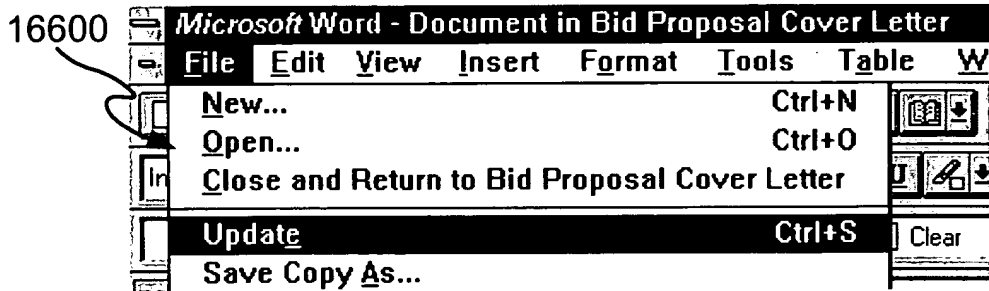 16600
Microsoft Word - Document in Bid Proposal Cover Letter
File Edit View Insert Format Tools Table W
New... Ctrl+N
Open... Ctrl+O
Close and Return to Bid Proposal Cover Letter
In U
Update Ctrl+S
Clear
Save Copy As...